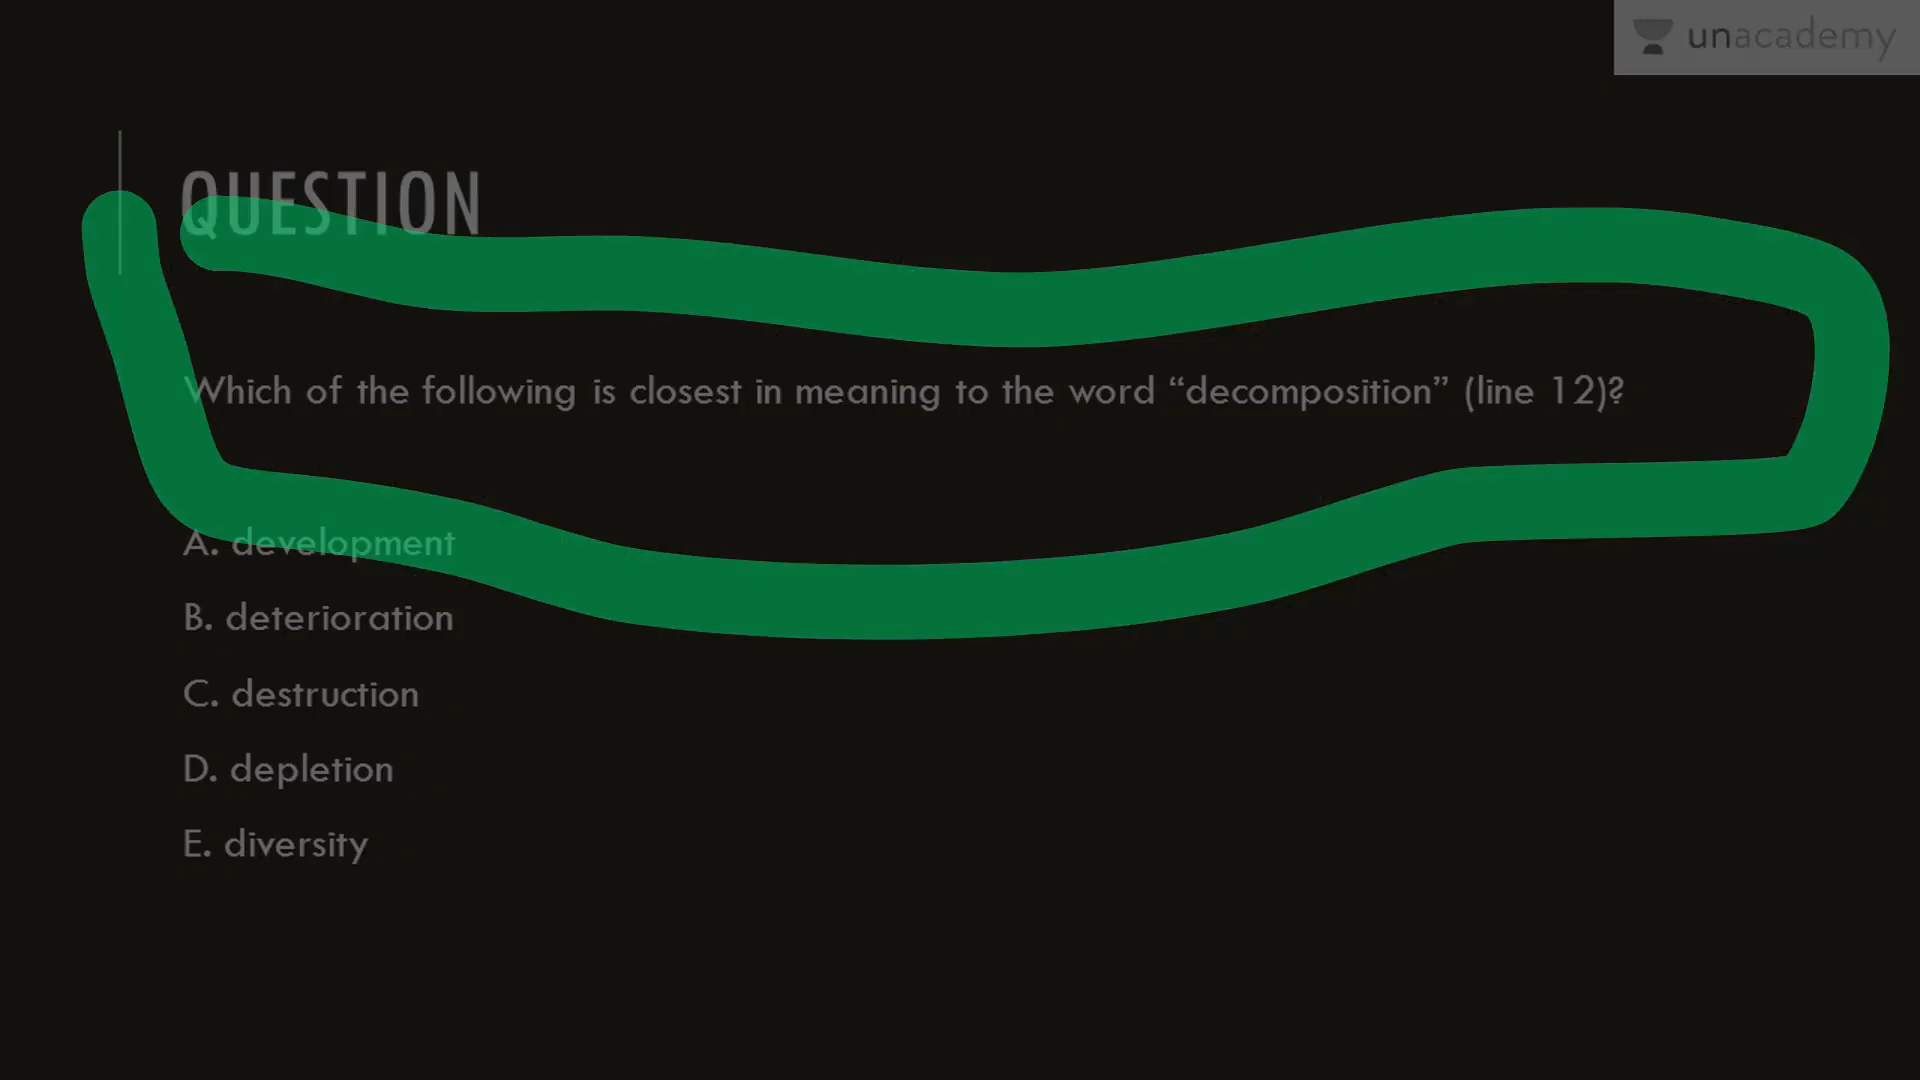 unacademy
QUESTION
Which of the following is closest in meaning to the word “decomposition” (line 12)?
A. development
B. deterioration
C. destruction
D. depletion
E. diversity